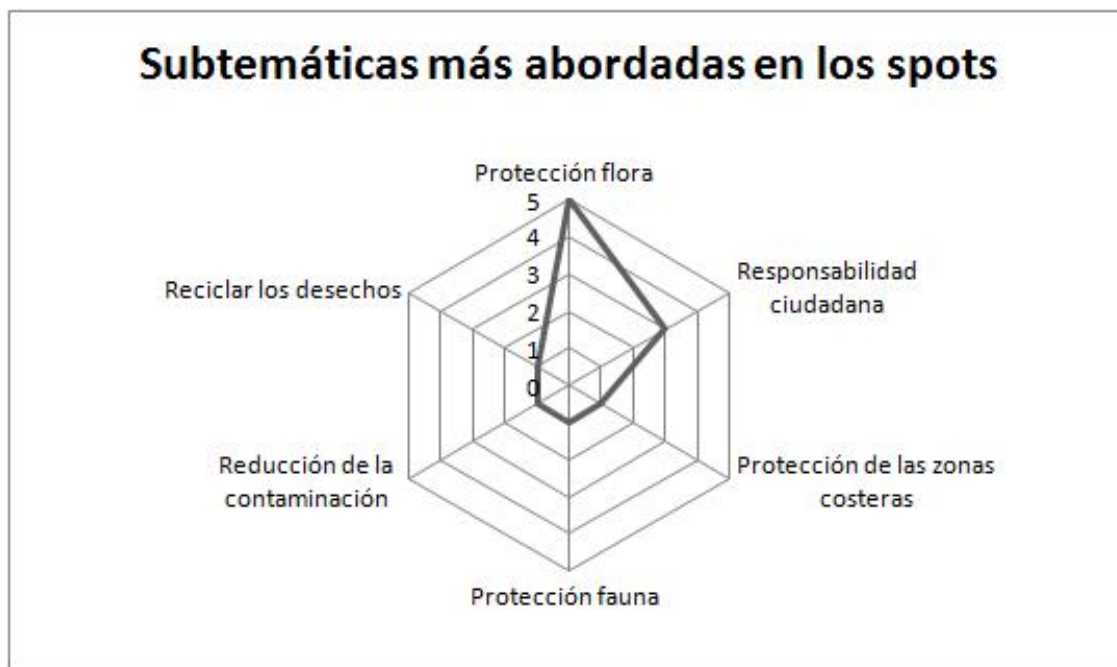 Subtemáticas más abordadas en los spots
Protección flora
5
4
3
2
1
0
Responsabilidad
ciudadana
Protección de las zonas
costeras
Protección fauna
Reducción de la
contaminación
Reciclar los desechos